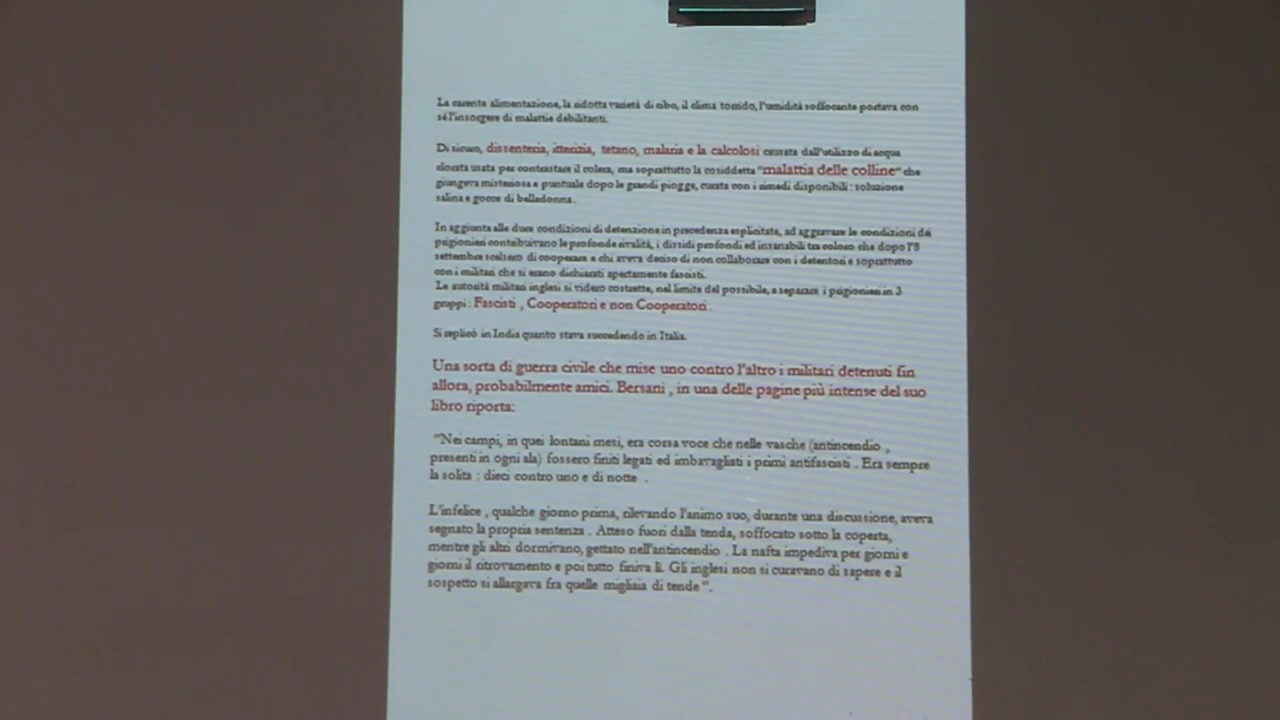 La carente alimentazione, la ridotta varietà di cibo, il clima torrido, l'umidità soffocante portava con
sé l'insorgere di malattie debilitanti.
Di sicuro, dissenteria, itterizia, tetano, malaria e la calcolosi causata dall'utilizzo di acqua
clorata usata per contrastare il colera, ma soprattutto la cosiddetta "malattia delle colline" che
giungeva misteriosa e puntuale dopo le grandi piogge, curata con i rimedi disponibili : soluzione
salina e gocce di belladonna.
In aggiunta alle dure condizioni di detenzione in precedenza esplicitate, ad aggravare le condizioni dei
prigionieri contribuivano le profonde rivalità, i dissidi profondi ed insanabili tra coloro che dopo l'8
settembre scelsero di cooperare e chi aveva deciso di non collaborare con i detentori e soprattutto
con i militari che si erano dichiarati apertamente fascisti.
Le autorità militari inglesi si videro costrette, nel limite del possibile, a separare i prigionieri in 3
gruppi : Fascisti , Cooperatori e non Cooperatori .
Si replicò in India quanto stava succedendo in Italia.
Una sorta di guerra civile che mise uno contro l'altro i militari detenuti fin
allora, probabilmente amici. Bersani , in una delle pagine più intense del suo
libro riporta:
"Nei campi, in quei lontani mesi, era corsa voce che nelle vasche (antincendio ,
presenti in ogni ala) fossero finiti legati ed imbavagliati i primi antifascisti . Era sempre
la solita : dieci contro uno e di notte .
L'infelice , qualche giorno prima, rilevando l'animo suo, durante una discussione, aveva
segnato la propria sentenza . Atteso fuori dalla tenda, soffocato sotto la coperta,
mentre gli altri dormivano, gettato nell'antincendio . La nafta impediva per giorni e
giorni il ritrovamento e poi tutto finiva lì. Gli inglesi non si curavano di sapere e il
sospetto si allargava fra quelle migliaia di tende ".